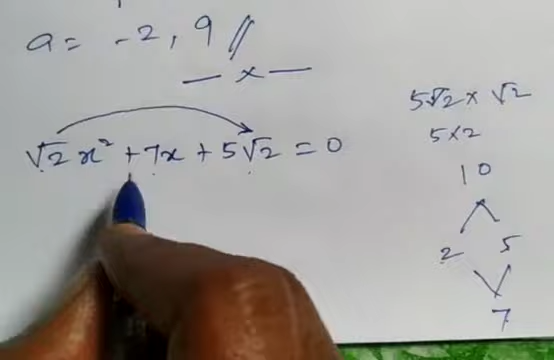 a = -2, 9 //
— x —
√2 x² + 7x + 5√2 = 0
5√2 × √2
5×2
10
2 5
7